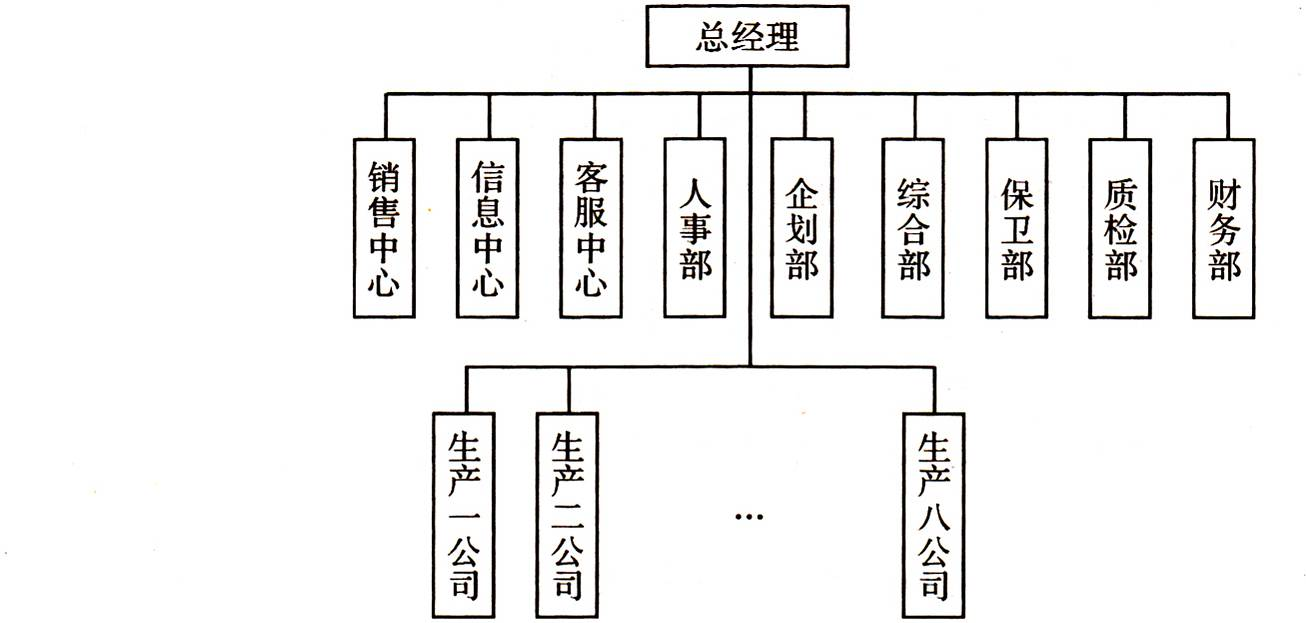 总经理
销售中心
信息中心
客服中心
人事部
企划部
综合部
保卫部
质检部
财务部
生产一公司
生产二公司
…
生产八公司